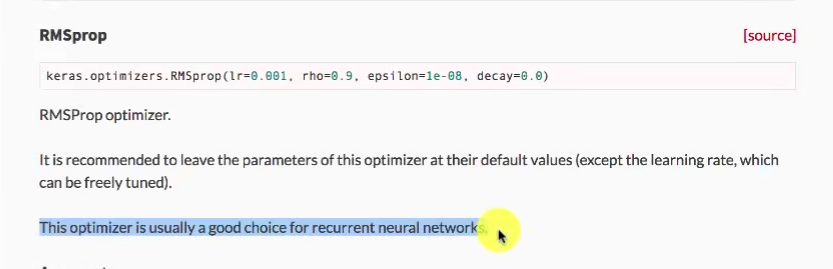 RMSprop [source]
keras.optimizers.RMSprop(lr=0.001, rho=0.9, epsilon=1e-08, decay=0.0)
RMSProp optimizer.
It is recommended to leave the parameters of this optimizer at their default values (except the learning rate, which
can be freely tuned).
This optimizer is usually a good choice for recurrent neural networks.